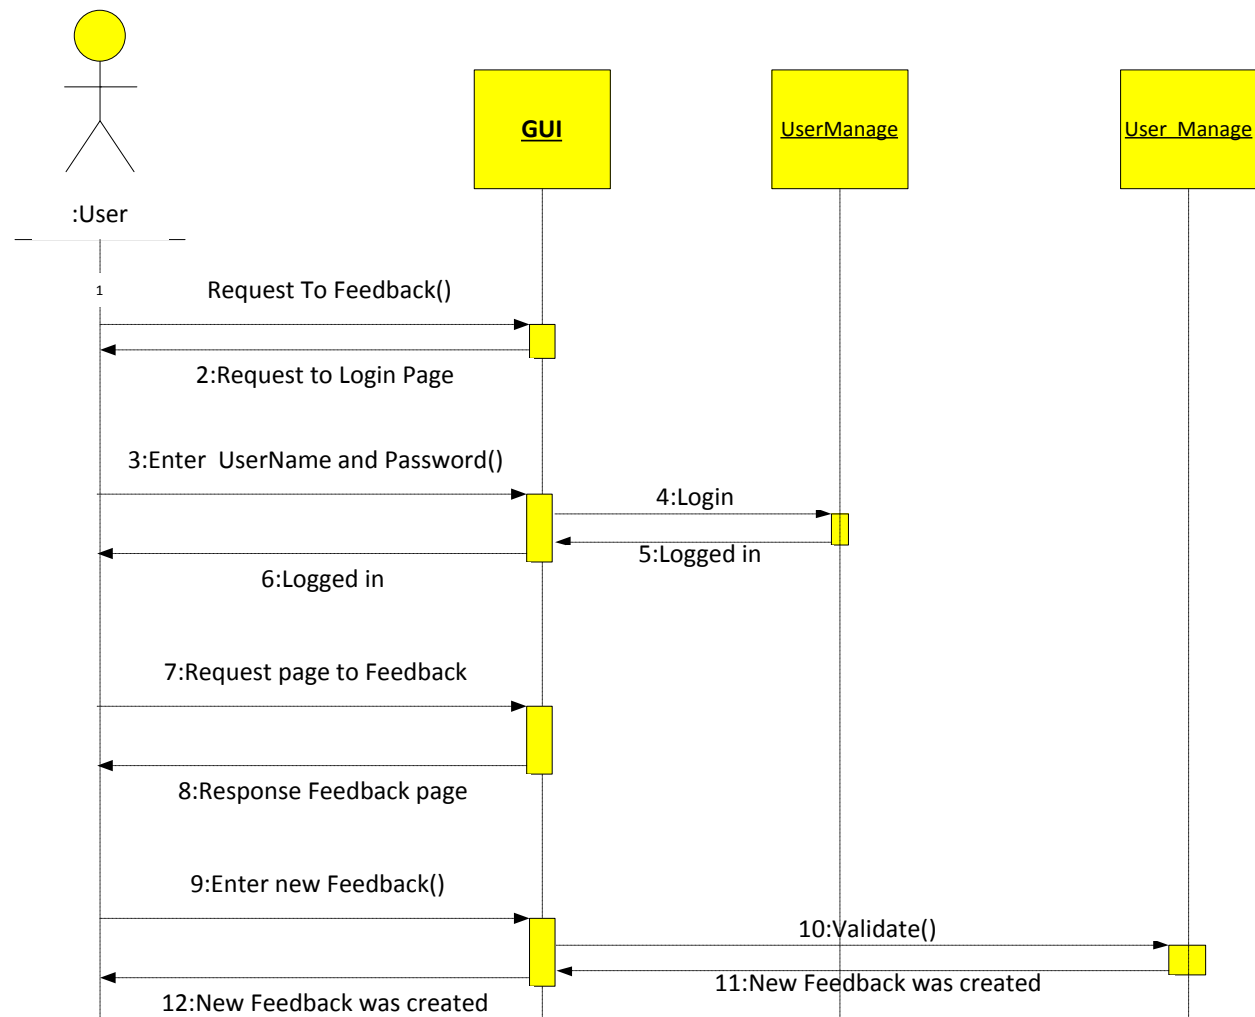 GUI
UserManage
User Manage
:User
1
Request To Feedback()
2:Request to Login Page
3:Enter UserName and Password()
4:Login
5:Logged in
6:Logged in
7:Request page to Feedback
8:Response Feedback page
9:Enter new Feedback()
10:Validate()
11:New Feedback was created
12:New Feedback was created